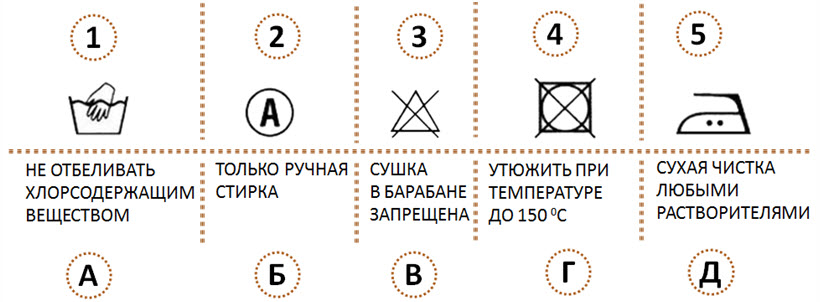 1 2 3 4 5
A
НЕ ОТБЕЛИВАТЬ
ХЛОРСОДЕРЖАЩИМ
ВЕЩЕСТВОМ
ТОЛЬКО РУЧНАЯ
СТИРКА
СУШКА
В БАРАБАНЕ
ЗАПРЕЩЕНА
УТЮЖИТЬ ПРИ
ТЕМПЕРАТУРЕ
ДО 150 ⁰С
СУХАЯ ЧИСТКА
ЛЮБЫМИ
РАСТВОРИТЕЛЯМИ
А Б В Г Д